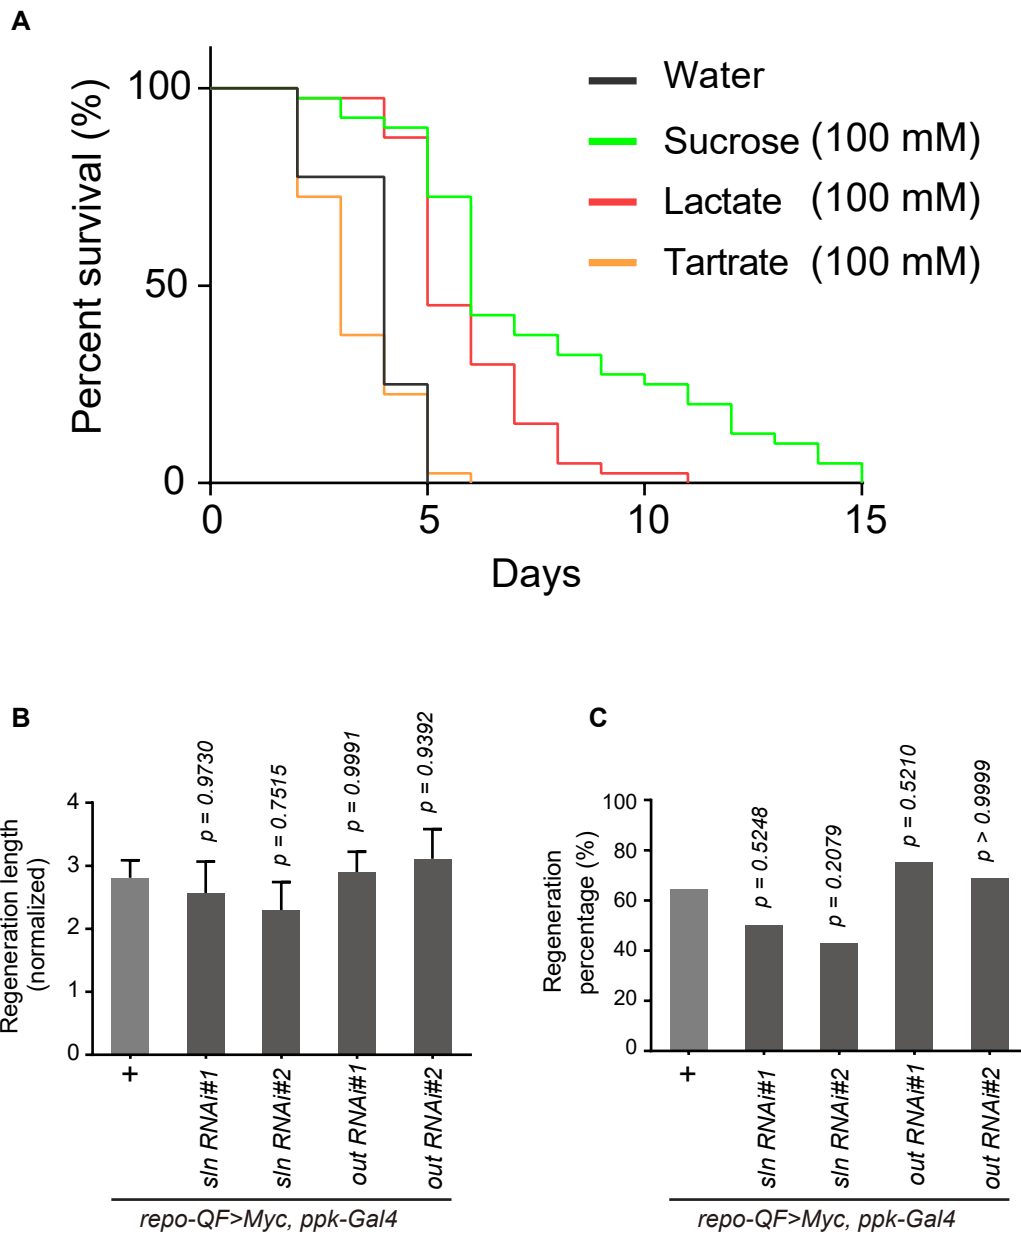 A
Percent survival (%)
100
50
0
0 5 10 15
Days
Water
Sucrose (100 mM)
Lactate (100 mM)
Tartrate (100 mM)
B
Regeneration length
(normalized)
4
3
2
1
0
p = 0.9730
p = 0.7515
p = 0.9991
p = 0.9392
+
sln RNAi#1
sln RNAi#2
out RNAi#1
out RNAi#2
repo-QF>Myc, ppk-Gal4
C
Regeneration
percentage (%)
100
80
60
40
20
0
p = 0.5248
p = 0.2079
p = 0.5210
p > 0.9999
+
sln RNAi#1
sln RNAi#2
out RNAi#1
out RNAi#2
repo-QF>Myc, ppk-Gal4